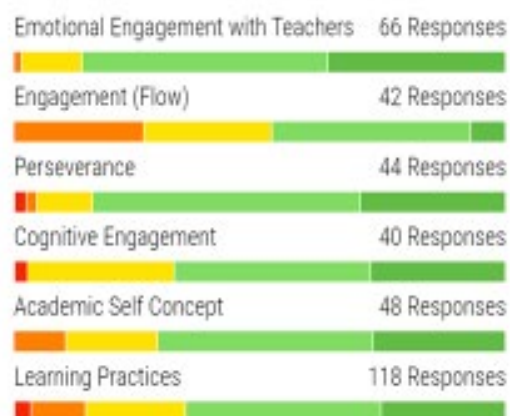 Emotional Engagement with Teachers 66 Responses
Engagement (Flow) 42 Responses
Perseverance 44 Responses
Cognitive Engagement 40 Responses
Academic Self Concept 48 Responses
Learning Practices 118 Responses